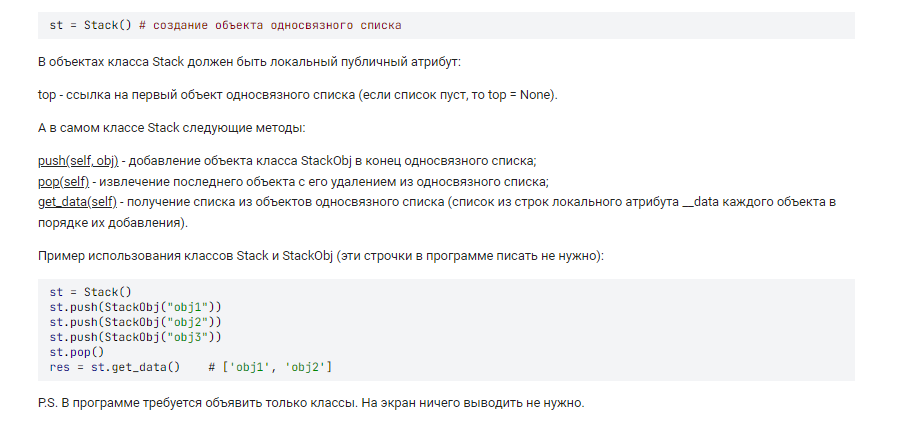 st = Stack() # создание объекта односвязного списка
В объектах класса Stack должен быть локальный публичный атрибут:
top - ссылка на первый объект односвязного списка (если список пуст, то top = None).
А в самом классе Stack следующие методы:
push(self, obj) - добавление объекта класса StackObj в конец односвязного списка;
pop(self) - извлечение последнего объекта с его удалением из односвязного списка;
get_data(self) - получение списка из объектов односвязного списка (список из строк локального атрибута __data каждого объекта в
порядке их добавления).
Пример использования классов Stack и StackObj (эти строчки в программе писать не нужно):
st = Stack()
st.push(StackObj("obj1"))
st.push(StackObj("obj2"))
st.push(StackObj("obj3"))
st.pop()
res = st.get_data()    # ['obj1', 'obj2']
P.S. В программе требуется объявить только классы. На экран ничего выводить не нужно.